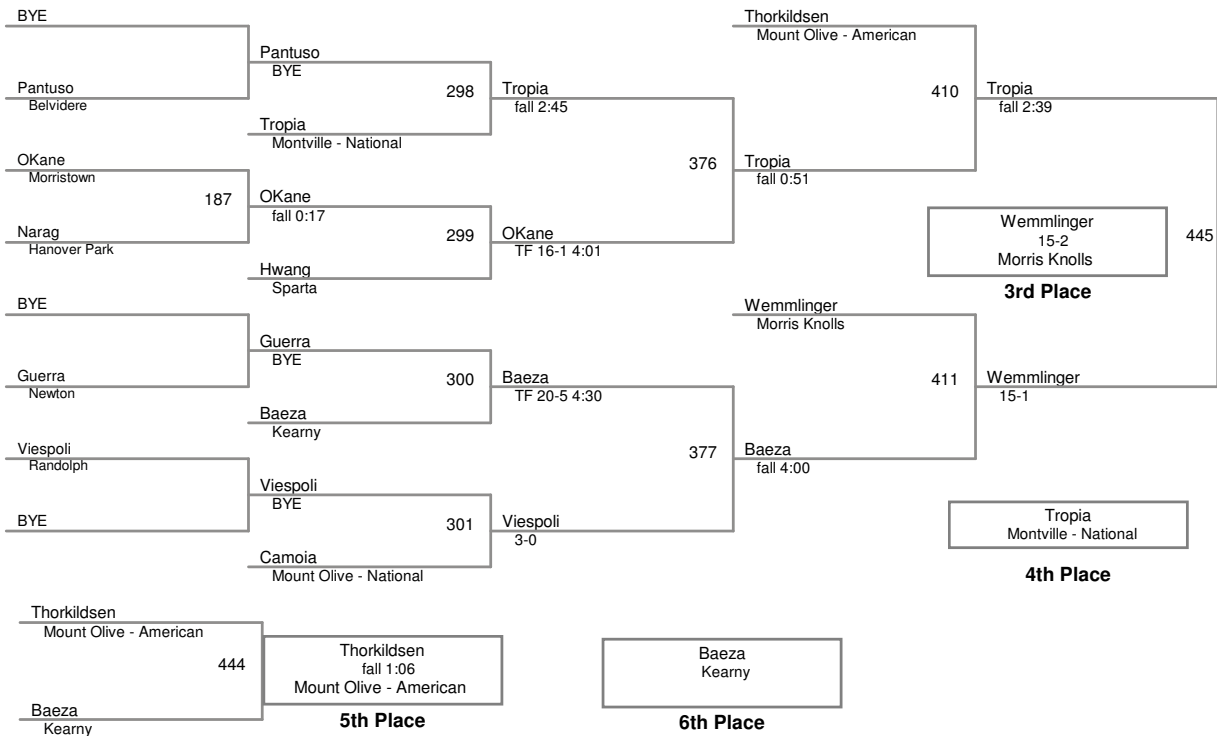 BYE
Pantuso
Belvidere
OKane
Morristown
187
Narag
Hanover Park
BYE
Guerra
Newton
Viespoli
Randolph
BYE
Pantuso
BYE
298
Tropia
Montville - National
OKane
fall 0:17
299
Hwang
Sparta
Guerra
BYE
300
Baeza
Kearny
Viespoli
BYE
301
Camoia
Mount Olive - National
Tropia
fall 2:45
376
OKane
TF 16-1 4:01
Baeza
TF 20-5 4:30
377
Viespoli
3-0
Thorkildsen
Mount Olive - American
410
Tropia
fall 0:51
Wemmlinger
Morris Knolls
411
Baeza
fall 4:00
Tropia
fall 2:39
Wemmlinger
15-2
Morris Knolls
445
3rd Place
Wemmlinger
15-1
Tropia
Montville - National
4th Place
Thorkildsen
Mount Olive - American
444
Baeza
Kearny
Thorkildsen
fall 1:06
Mount Olive - American
5th Place
Baeza
Kearny
6th Place